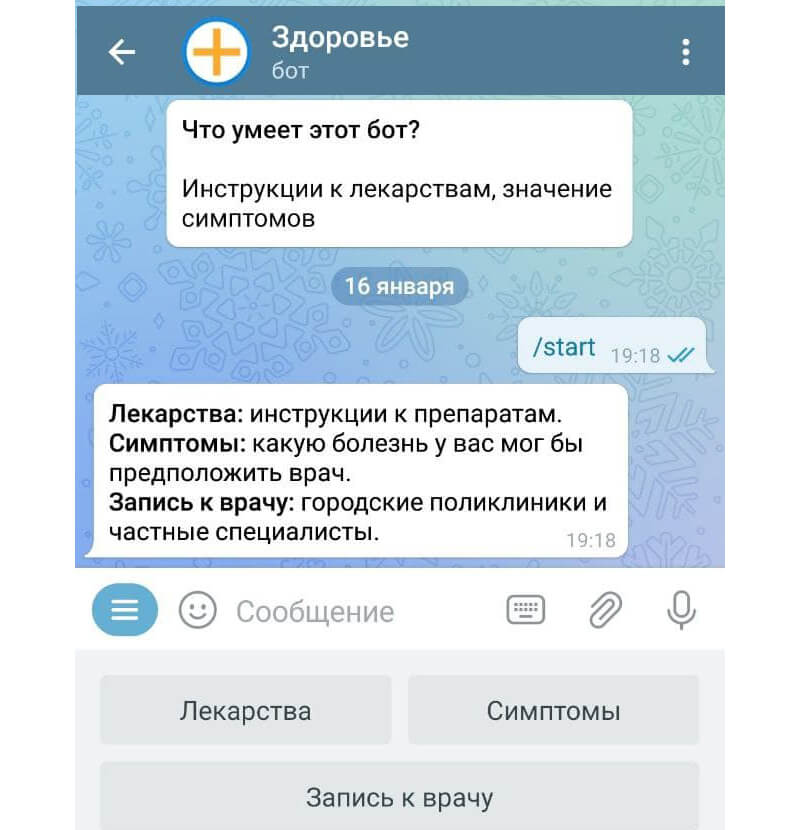 Здоровье
бот
Что умеет этот бот?
Инструкции к лекарствам, значение
симптомов
16 января
/start 19:18
Лекарства: инструкции к препаратам.
Симптомы: какую болезнь у вас мог бы
предположить врач.
Запись к врачу: городские поликлиники и
частные специалисты.
19:18
Сообщение
Лекарства
Симптомы
Запись к врачу